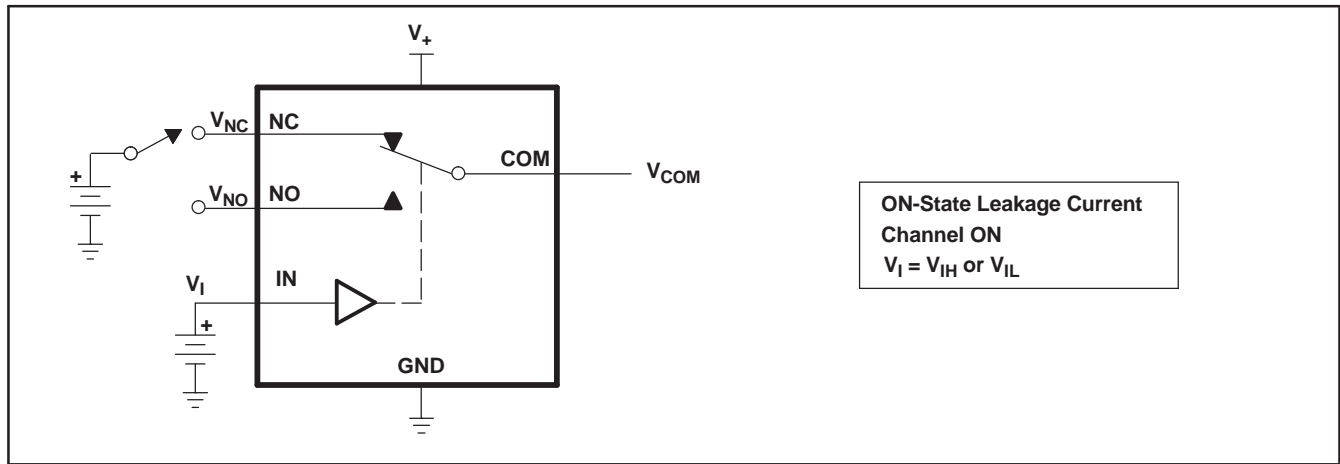 V+
VNC NC
+ COM VCOM
VNO NO
VI IN
+
GND
ON-State Leakage Current
Channel ON
VI = VIH or VIL